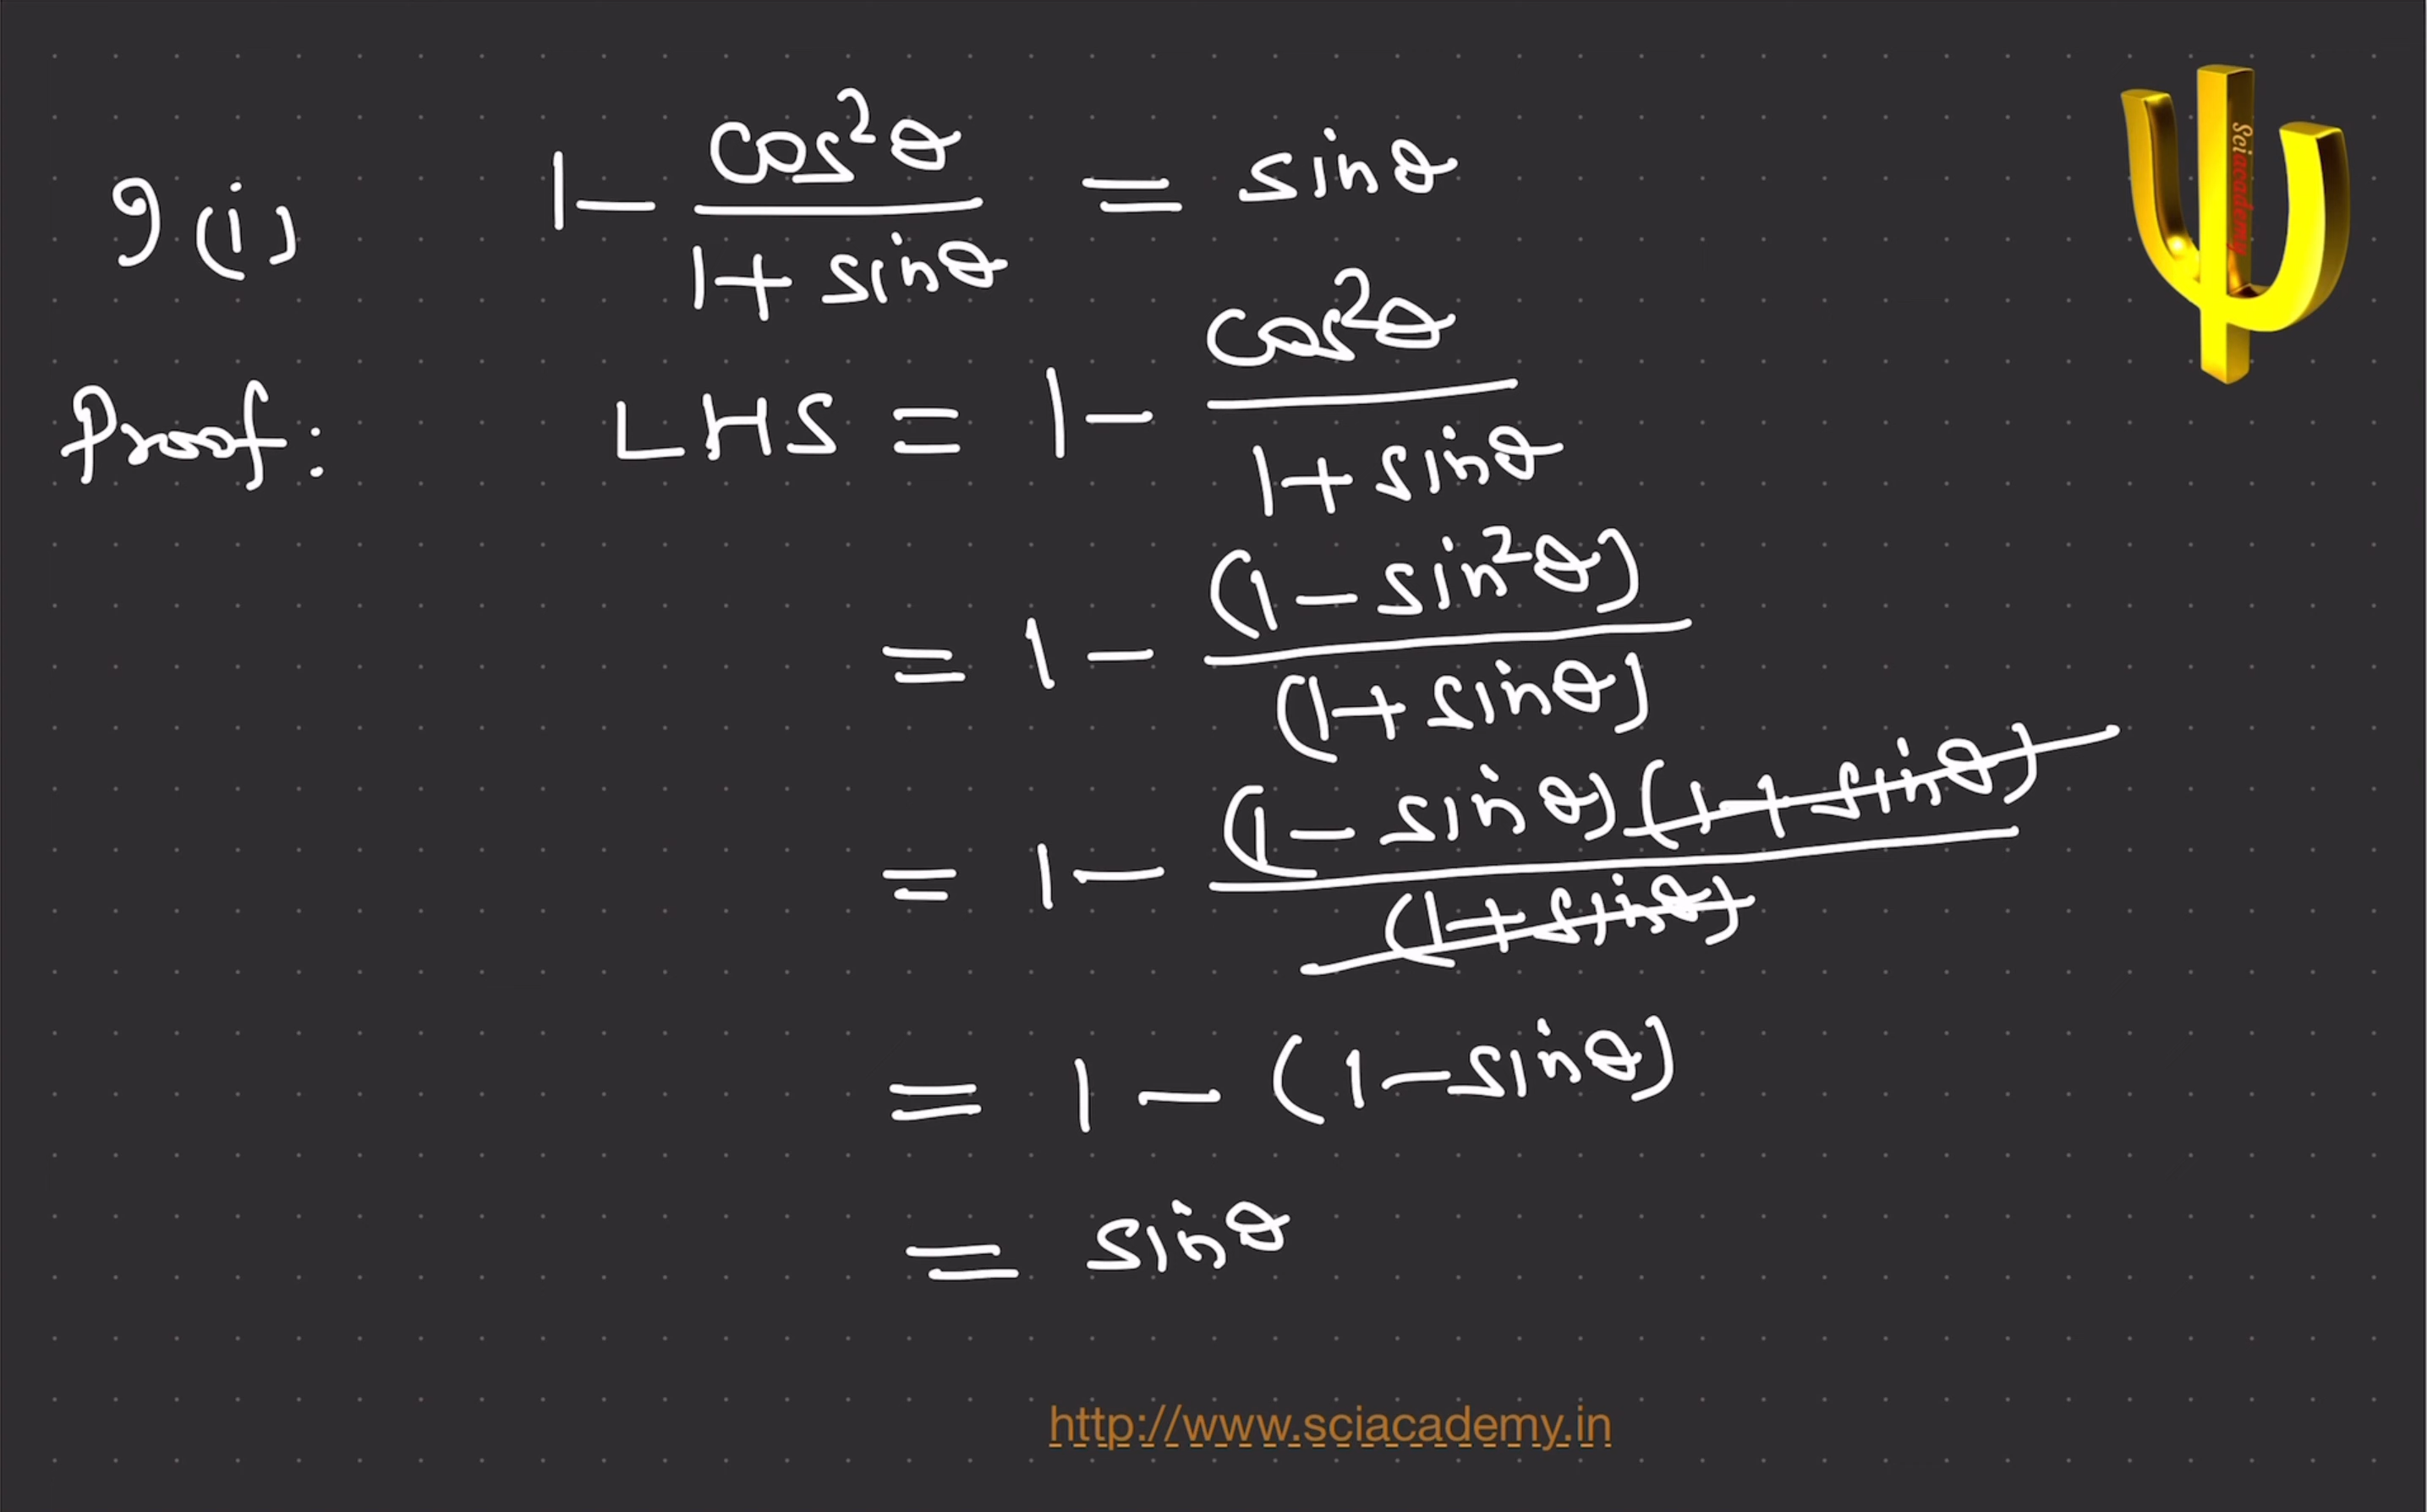 9(i) 1 - cos²θ / 1 + sinθ = sinθ
Proof: LHS = 1 - cos²θ / 1 + sinθ
= 1 - (1 - sin²θ) / (1 + sinθ)
= 1 - (1 - sinθ)(1 + sinθ) / (1 + sinθ)
= 1 - (1 - sinθ)
= sinθ
Sciacademy
http://www.sciacademy.in